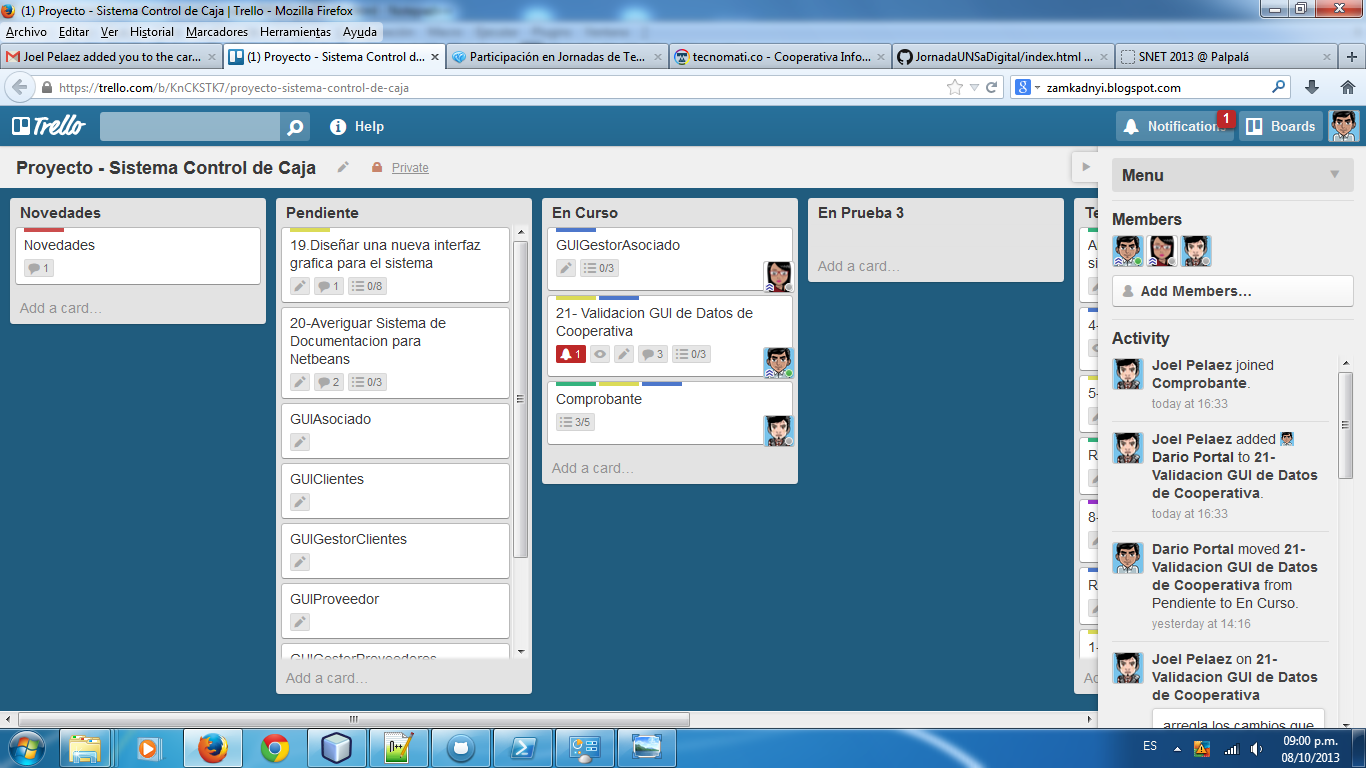 (1) Proyecto - Sistema Control de Caja | Trello - Mozilla Firefox
Archivo Editar Ver Historial Marcadores Herramientas Ayuda
Joel Pelaez added you to the car...
(1) Proyecto - Sistema Control d...
Participación en Jornadas de Te...
tecnomati.co - Cooperativa Info...
JornadaUNSaDigital/index.html ...
SNET 2013 @ Palpalá
https://trello.com/b/KnCKSTK7/proyecto-sistema-control-de-caja
zamkadnyi.blogspot.com
Trello
Help
Notification
1
Boards
Proyecto - Sistema Control de Caja
Private
Novedades
Novedades
1
Add a card…
Pendiente
19.Diseñar una nueva interfaz
grafica para el sistema
1 0/8
20-Averiguar Sistema de
Documentacion para
Netbeans
2 0/3
GUIAsociado
GUIClientes
GUIGestorClientes
GUIProveedor
GUIGestorProveedores
Add a card…
En Curso
GUIGestorAsociado
0/3
21- Validacion GUI de Datos de
Cooperativa
1 3 0/3
Comprobante
3/5
Add a card…
En Prueba 3
Add a card…
Te
A
si
4-
5-
R
8-
R
1-
Ad
Menu
Members
Add Members…
Activity
Joel Pelaez joined
Comprobante.
today at 16:33
Joel Pelaez added
Dario Portal to 21-
Validacion GUI de Datos
de Cooperativa.
today at 16:33
Dario Portal moved 21-
Validacion GUI de Datos
de Cooperativa from
Pendiente to En Curso.
yesterday at 14:16
Joel Pelaez on 21-
Validacion GUI de Datos
de Cooperativa
arregla los cambios que
ES
09:00 p.m.
08/10/2013